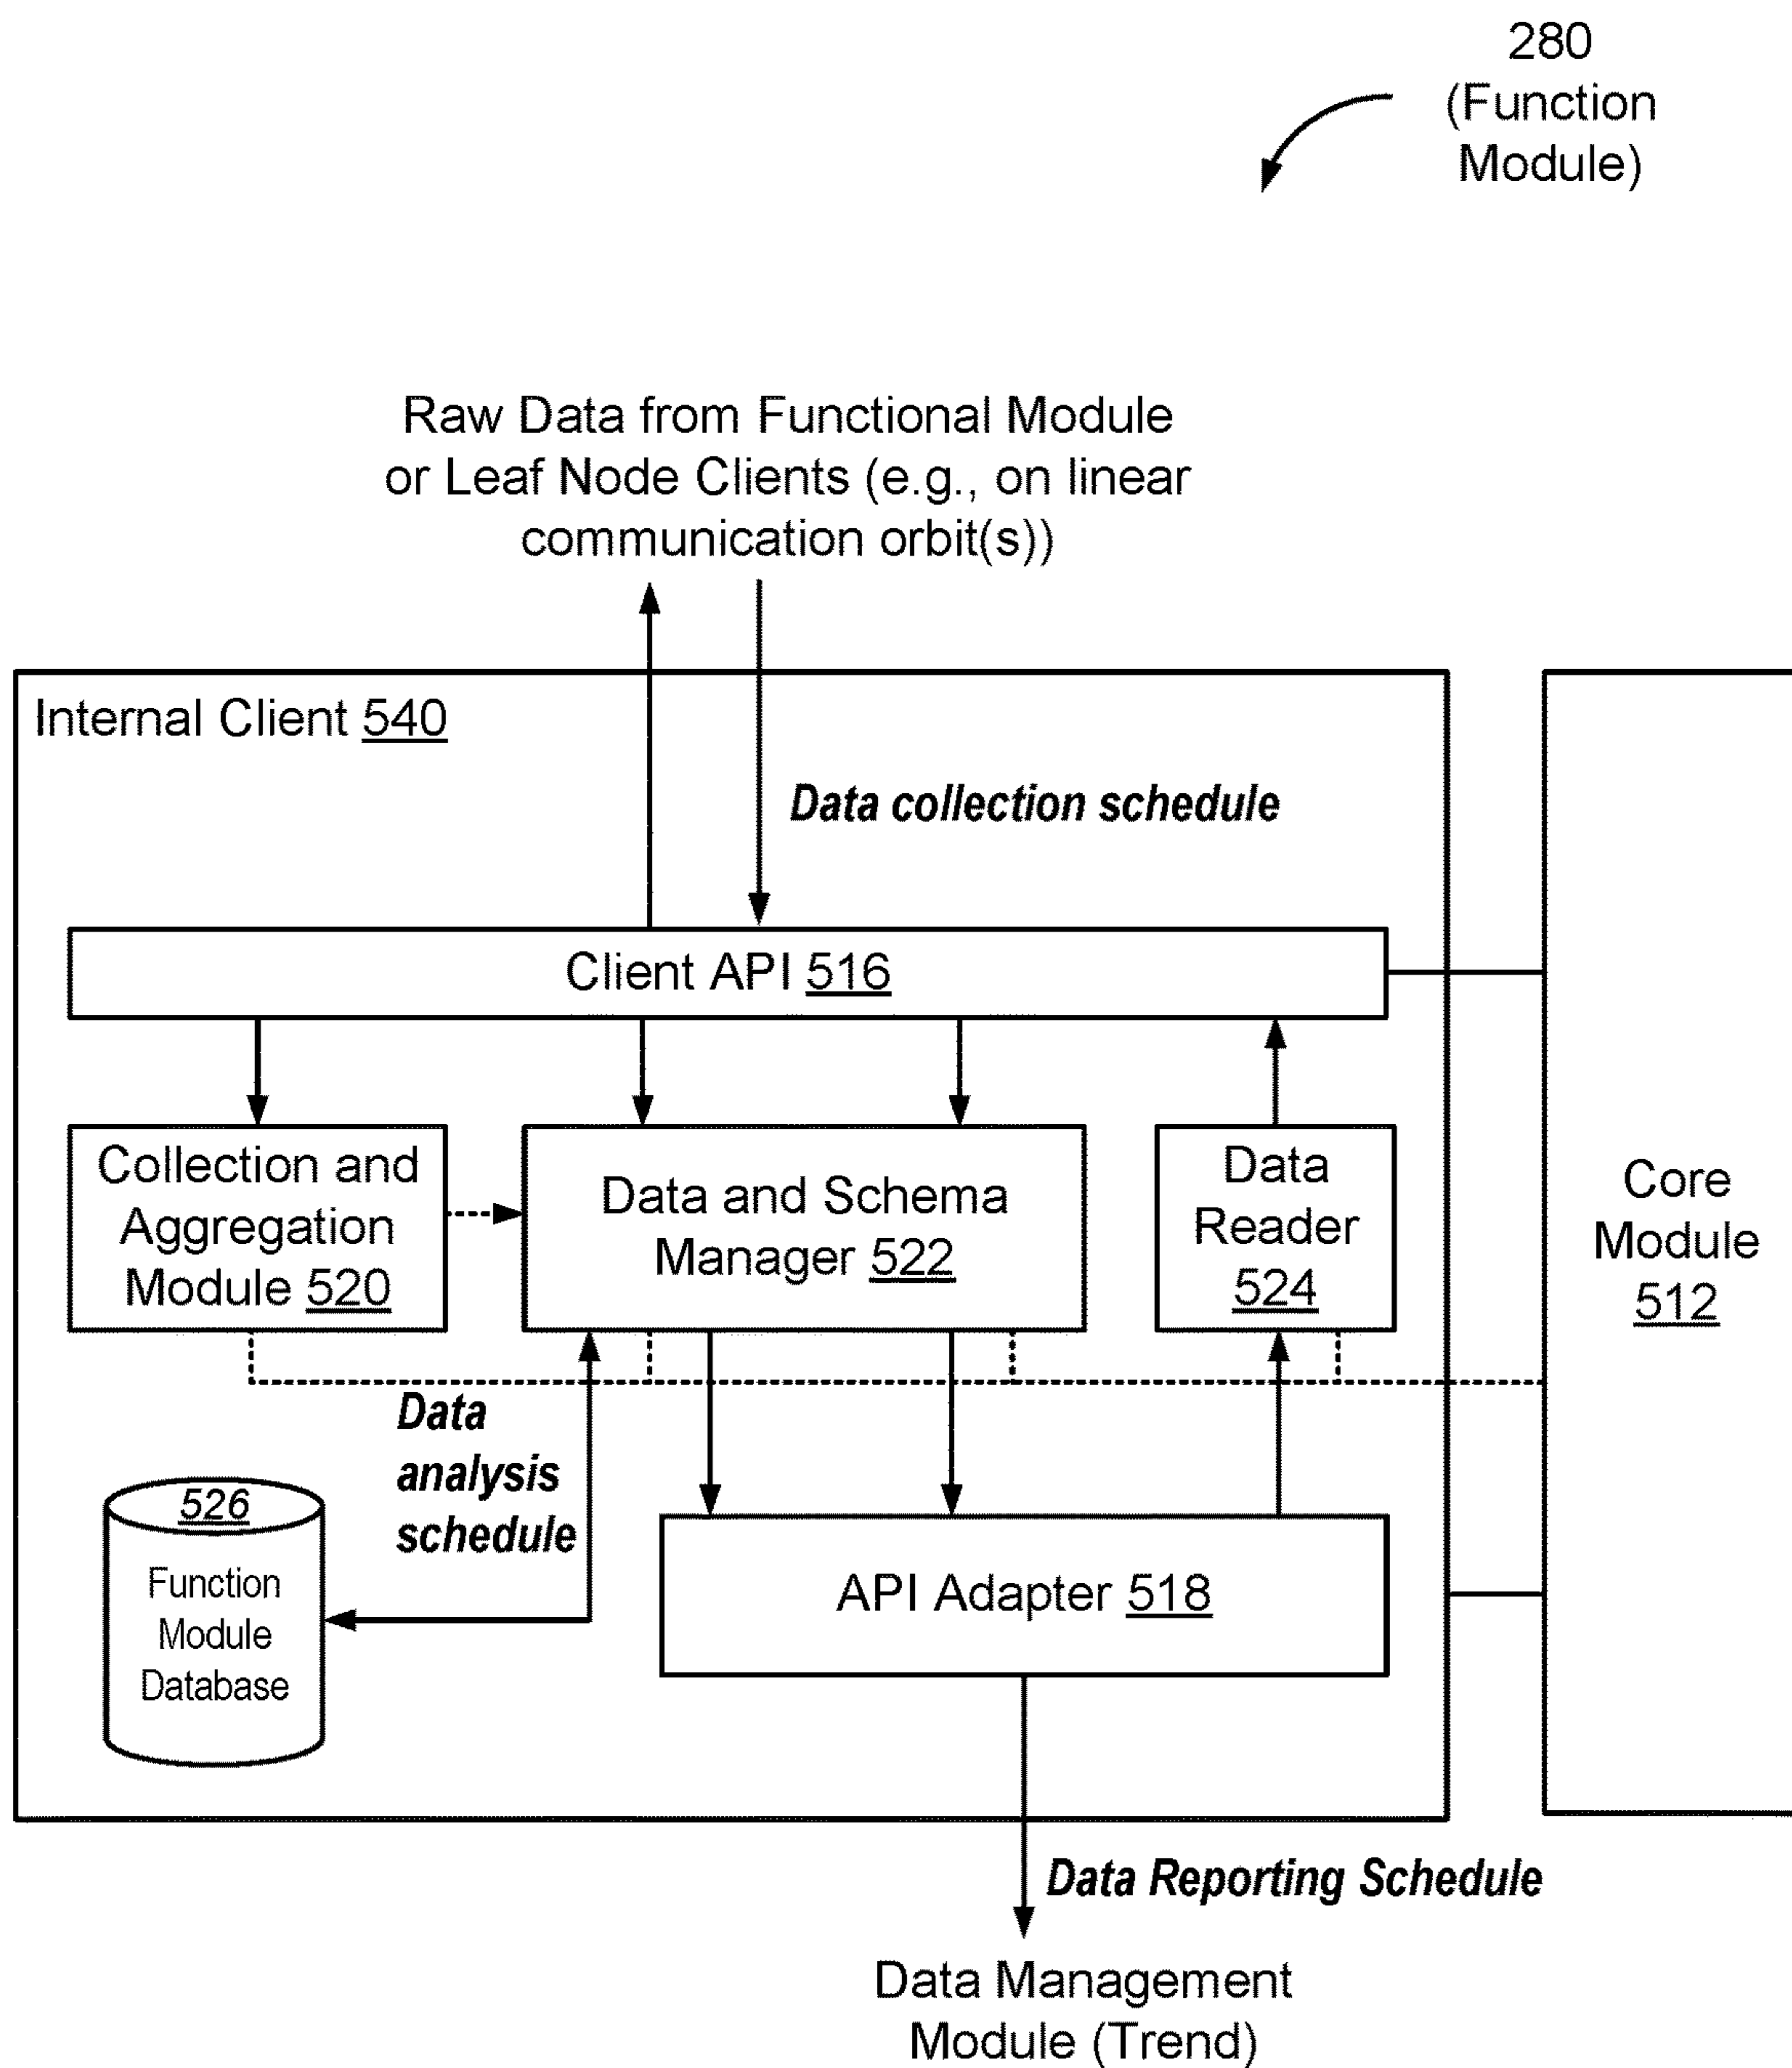 280
(Function
Module)
Raw Data from Functional Module
or Leaf Node Clients (e.g., on linear
communication orbit(s))
Internal Client 540
Data collection schedule
Client API 516
Collection and
Aggregation
Module 520
Data and Schema
Manager 522
Data
Reader
524
Core
Module
512
Data
analysis
schedule
526
Function
Module
Database
API Adapter 518
Data Reporting Schedule
Data Management
Module (Trend)